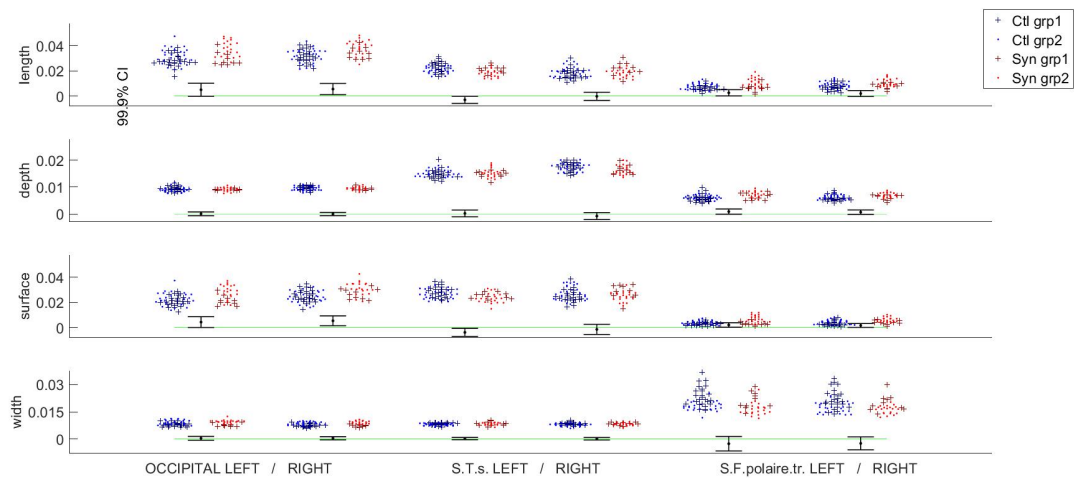 Ctl grp1
Ctl grp2
Syn grp1
Syn grp2
length
0.04
0.02
0
99.9% CI
depth
0.02
0.01
0
surface
0.04
0.02
0
width
0.03
0.015
0
OCCIPITAL LEFT / RIGHT S.T.s. LEFT / RIGHT S.F.polaire.tr. LEFT / RIGHT